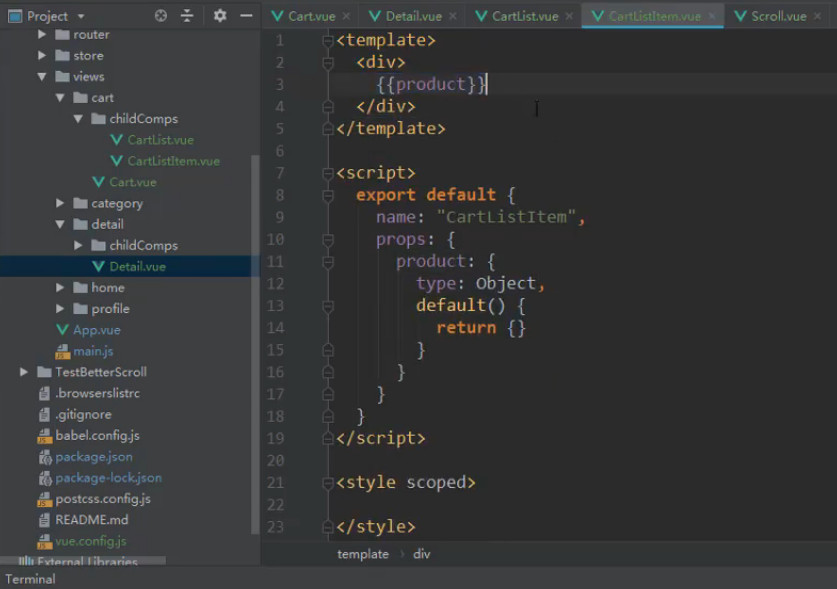 Project
router
store
views
cart
childComps
CartList.vue
CartListItem.vue
Cart.vue
category
detail
childComps
Detail.vue
home
profile
App.vue
main.js
TestBetterScroll
.browserslistrc
.gitignore
babel.config.js
package.json
package-lock.json
postcss.config.js
README.md
vue.config.js
External Libraries
Terminal
Cart.vue Detail.vue CartList.vue CartListItem.vue Scroll.vue
1 <template>
2 <div>
3 {{product}}
4 </div>
5 </template>
6
7 <script>
8 export default {
9 name: "CartListItem",
10 props: {
11 product: {
12 type: Object,
13 default() {
14 return {}
15 }
16 }
17 }
18 }
19 </script>
20
21 <style scoped>
22
23 </style>
template › div